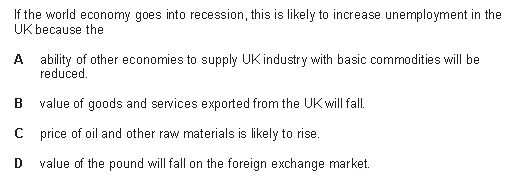 If the world economy goes into recession, this is likely to increase unemployment in the
UK because the
A ability of other economies to supply UK industry with basic commodities will be
reduced.
B value of goods and services exported from the UK will fall.
C price of oil and other raw materials is likely to rise.
D value of the pound will fall on the foreign exchange market.